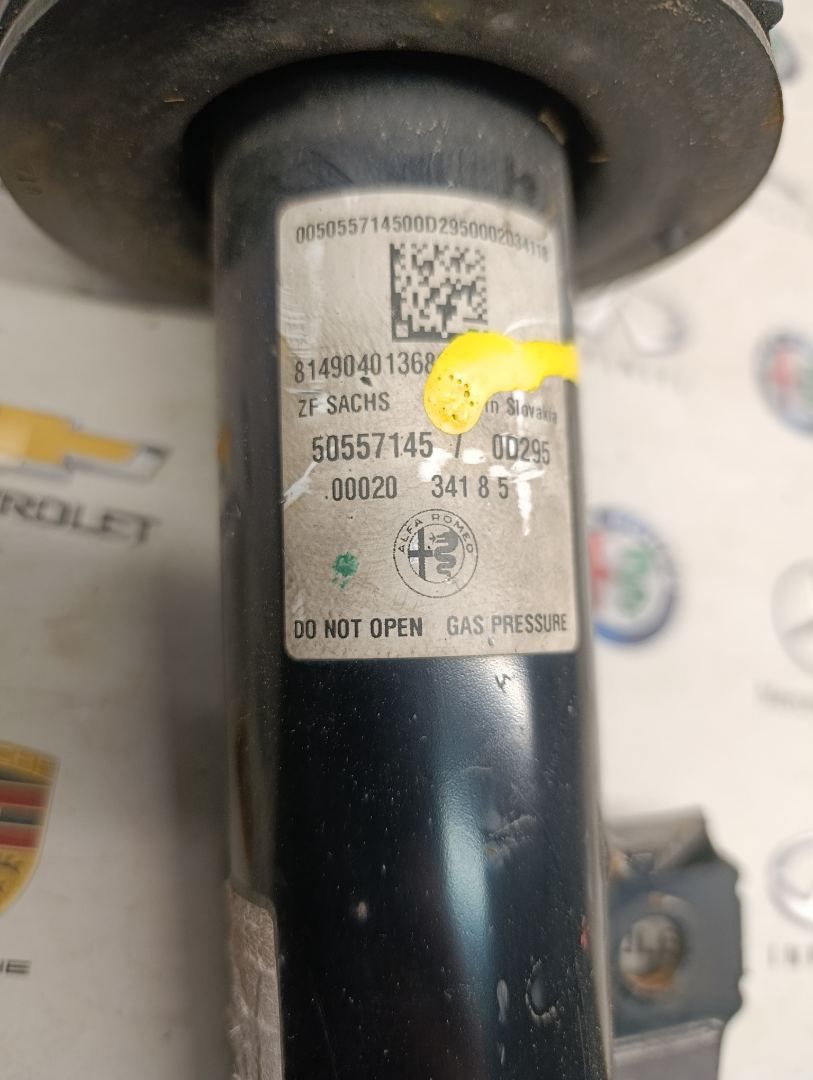 005055714500D2950002034118
81490401368
ZF SACHS in Slovakia
50557145 / 0D295
.00020 341 8 5
ALFA ROMEO
DO NOT OPEN GAS PRESSURE